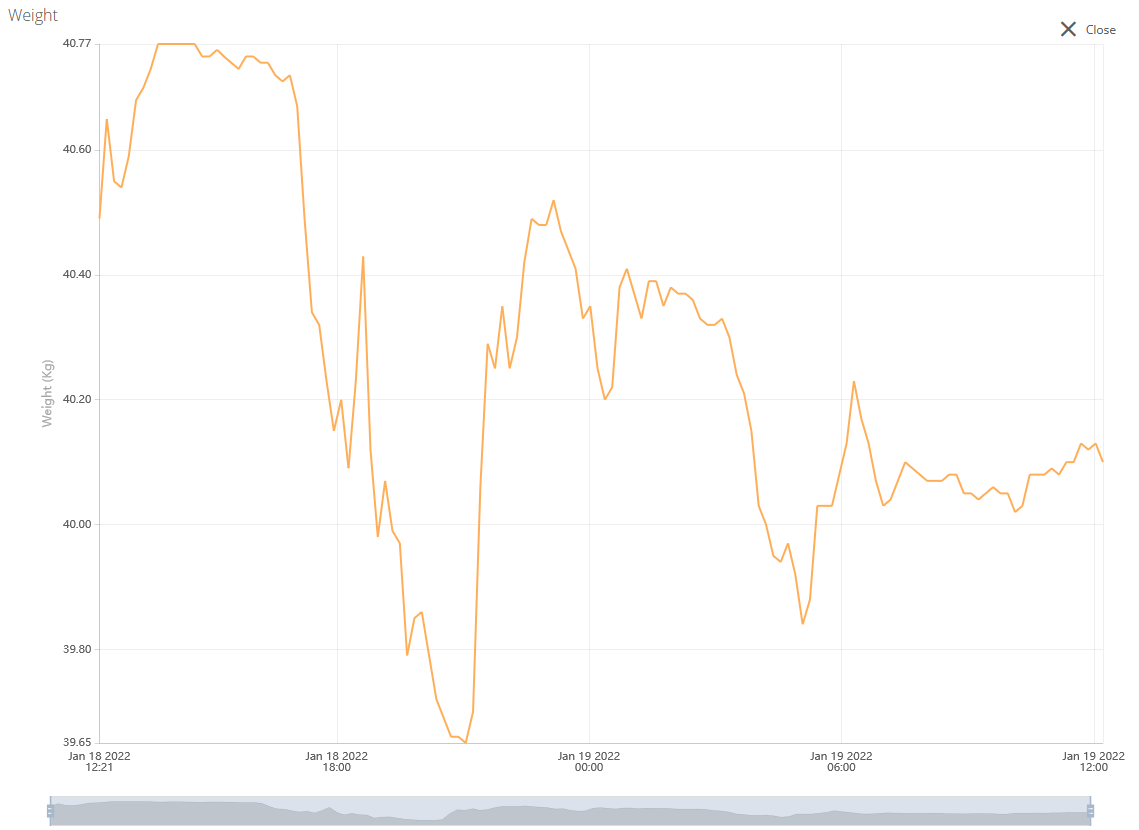 Weight
Close
40.77
40.60
40.40
40.20
40.00
39.80
39.65
Weight (Kg)
Jan 18 2022
12:21
Jan 18 2022
18:00
Jan 19 2022
00:00
Jan 19 2022
06:00
Jan 19 2022
12:00